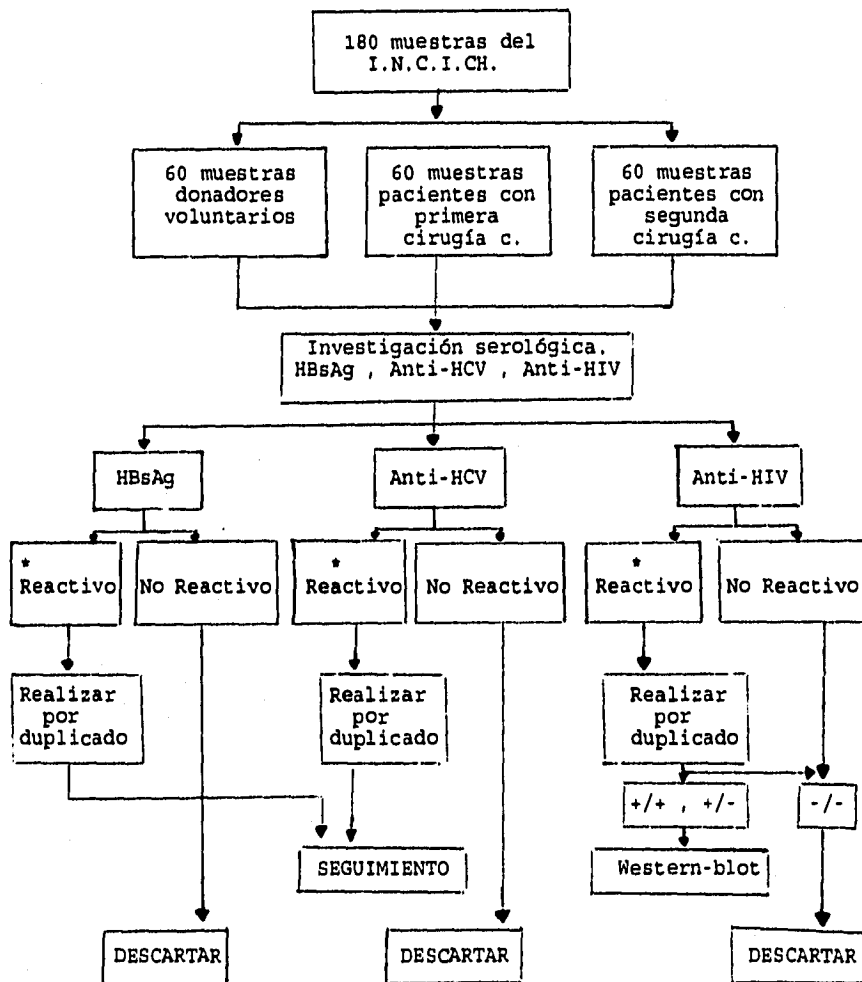 180 muestras del
I.N.C.I.CH.
60 muestras
donadores
voluntarios
60 muestras
pacientes con
primera
cirugía c.
60 muestras
pacientes con
segunda
cirugía c.
Investigación serológica.
HBsAg , Anti-HCV , Anti-HIV
HBsAg
Anti-HCV
Anti-HIV
*
Reactivo
No Reactivo
*
Reactivo
No Reactivo
*
Reactivo
No Reactivo
Realizar
por
duplicado
Realizar
por
duplicado
Realizar
por
duplicado
+/+ , +/-
-/-
SEGUIMIENTO
Western-blot
DESCARTAR
DESCARTAR
DESCARTAR